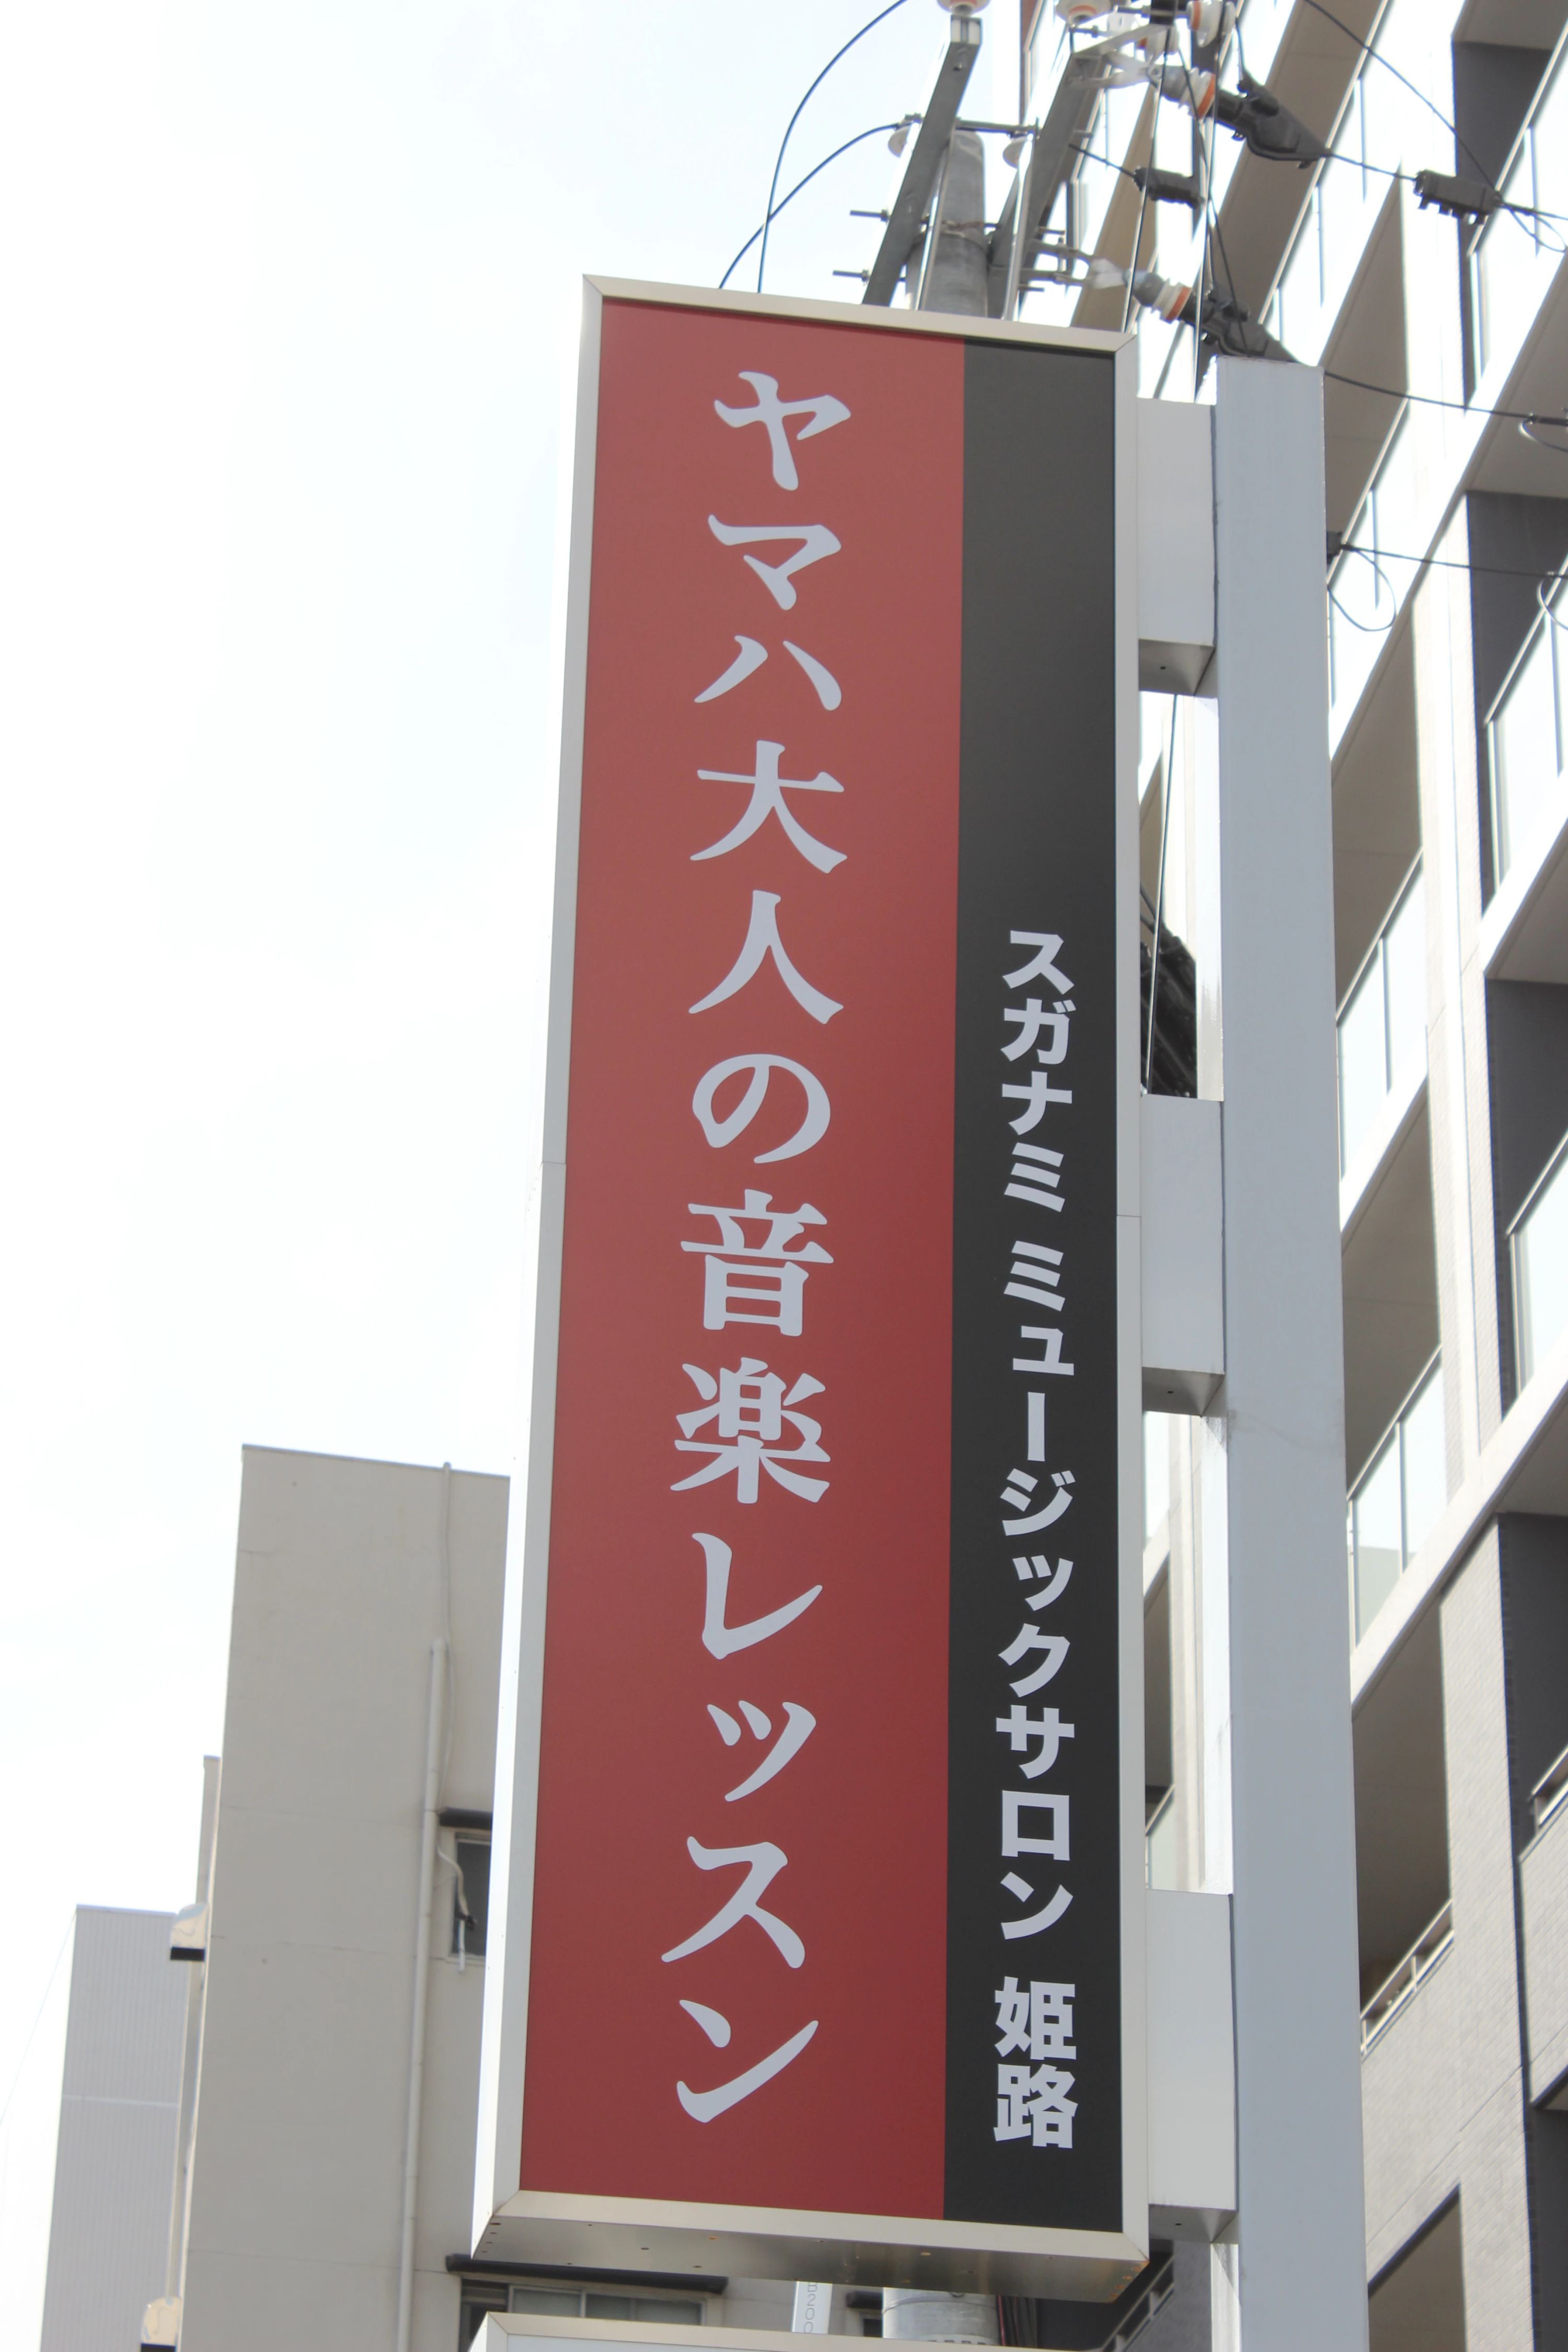 ヤマハ大人の音楽レッスン
スガナミ ミュージックサロン 姫路